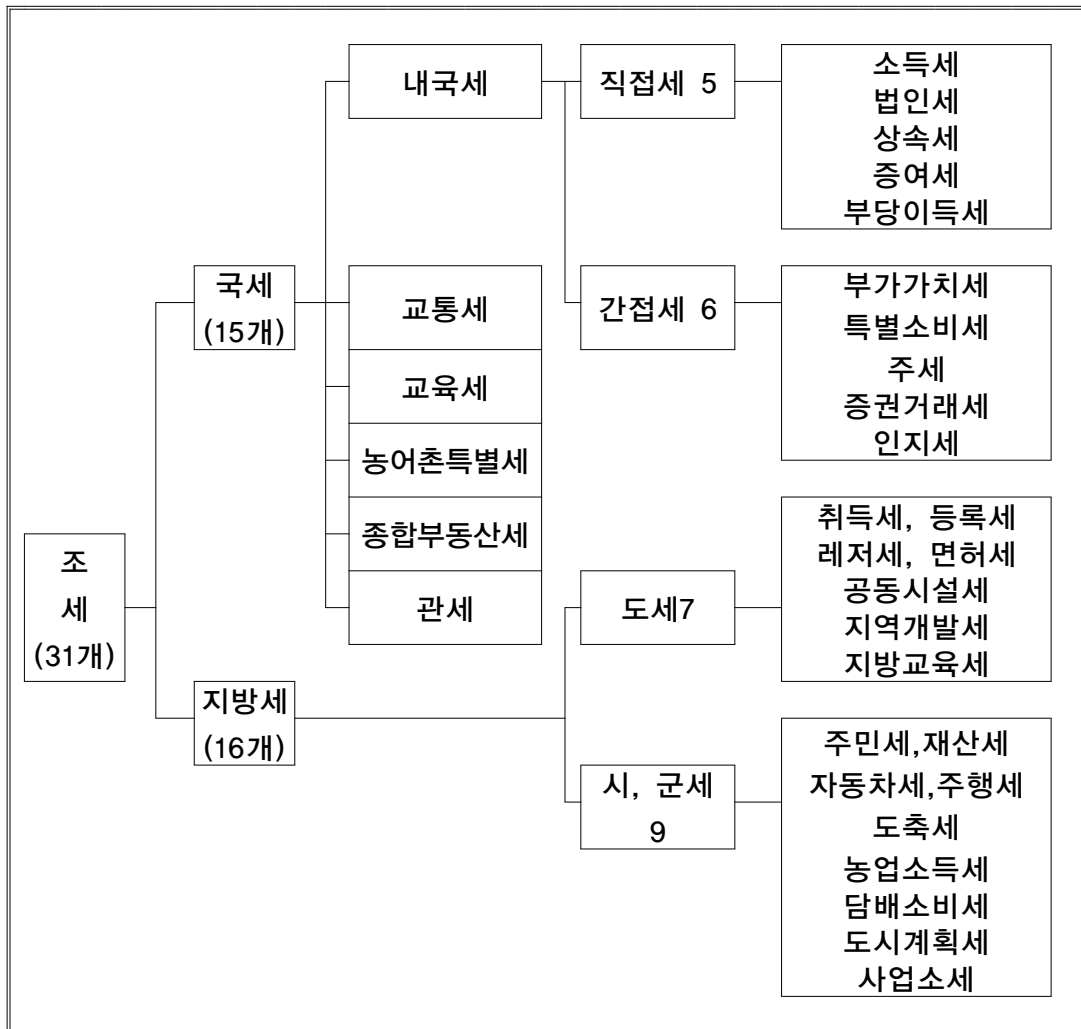 내국세
직접세 5
소득세
법인세
상속세
증여세
부당이득세
국세
(15개)
교통세
간접세 6
부가가치세
특별소비세
주세
증권거래세
인지세
교육세
농어촌특별세
종합부동산세
관세
조
세
(31개)
도세7
취득세, 등록세
레저세, 면허세
공동시설세
지역개발세
지방교육세
지방세
(16개)
시, 군세
9
주민세,재산세
자동차세,주행세
도축세
농업소득세
담배소비세
도시계획세
사업소세